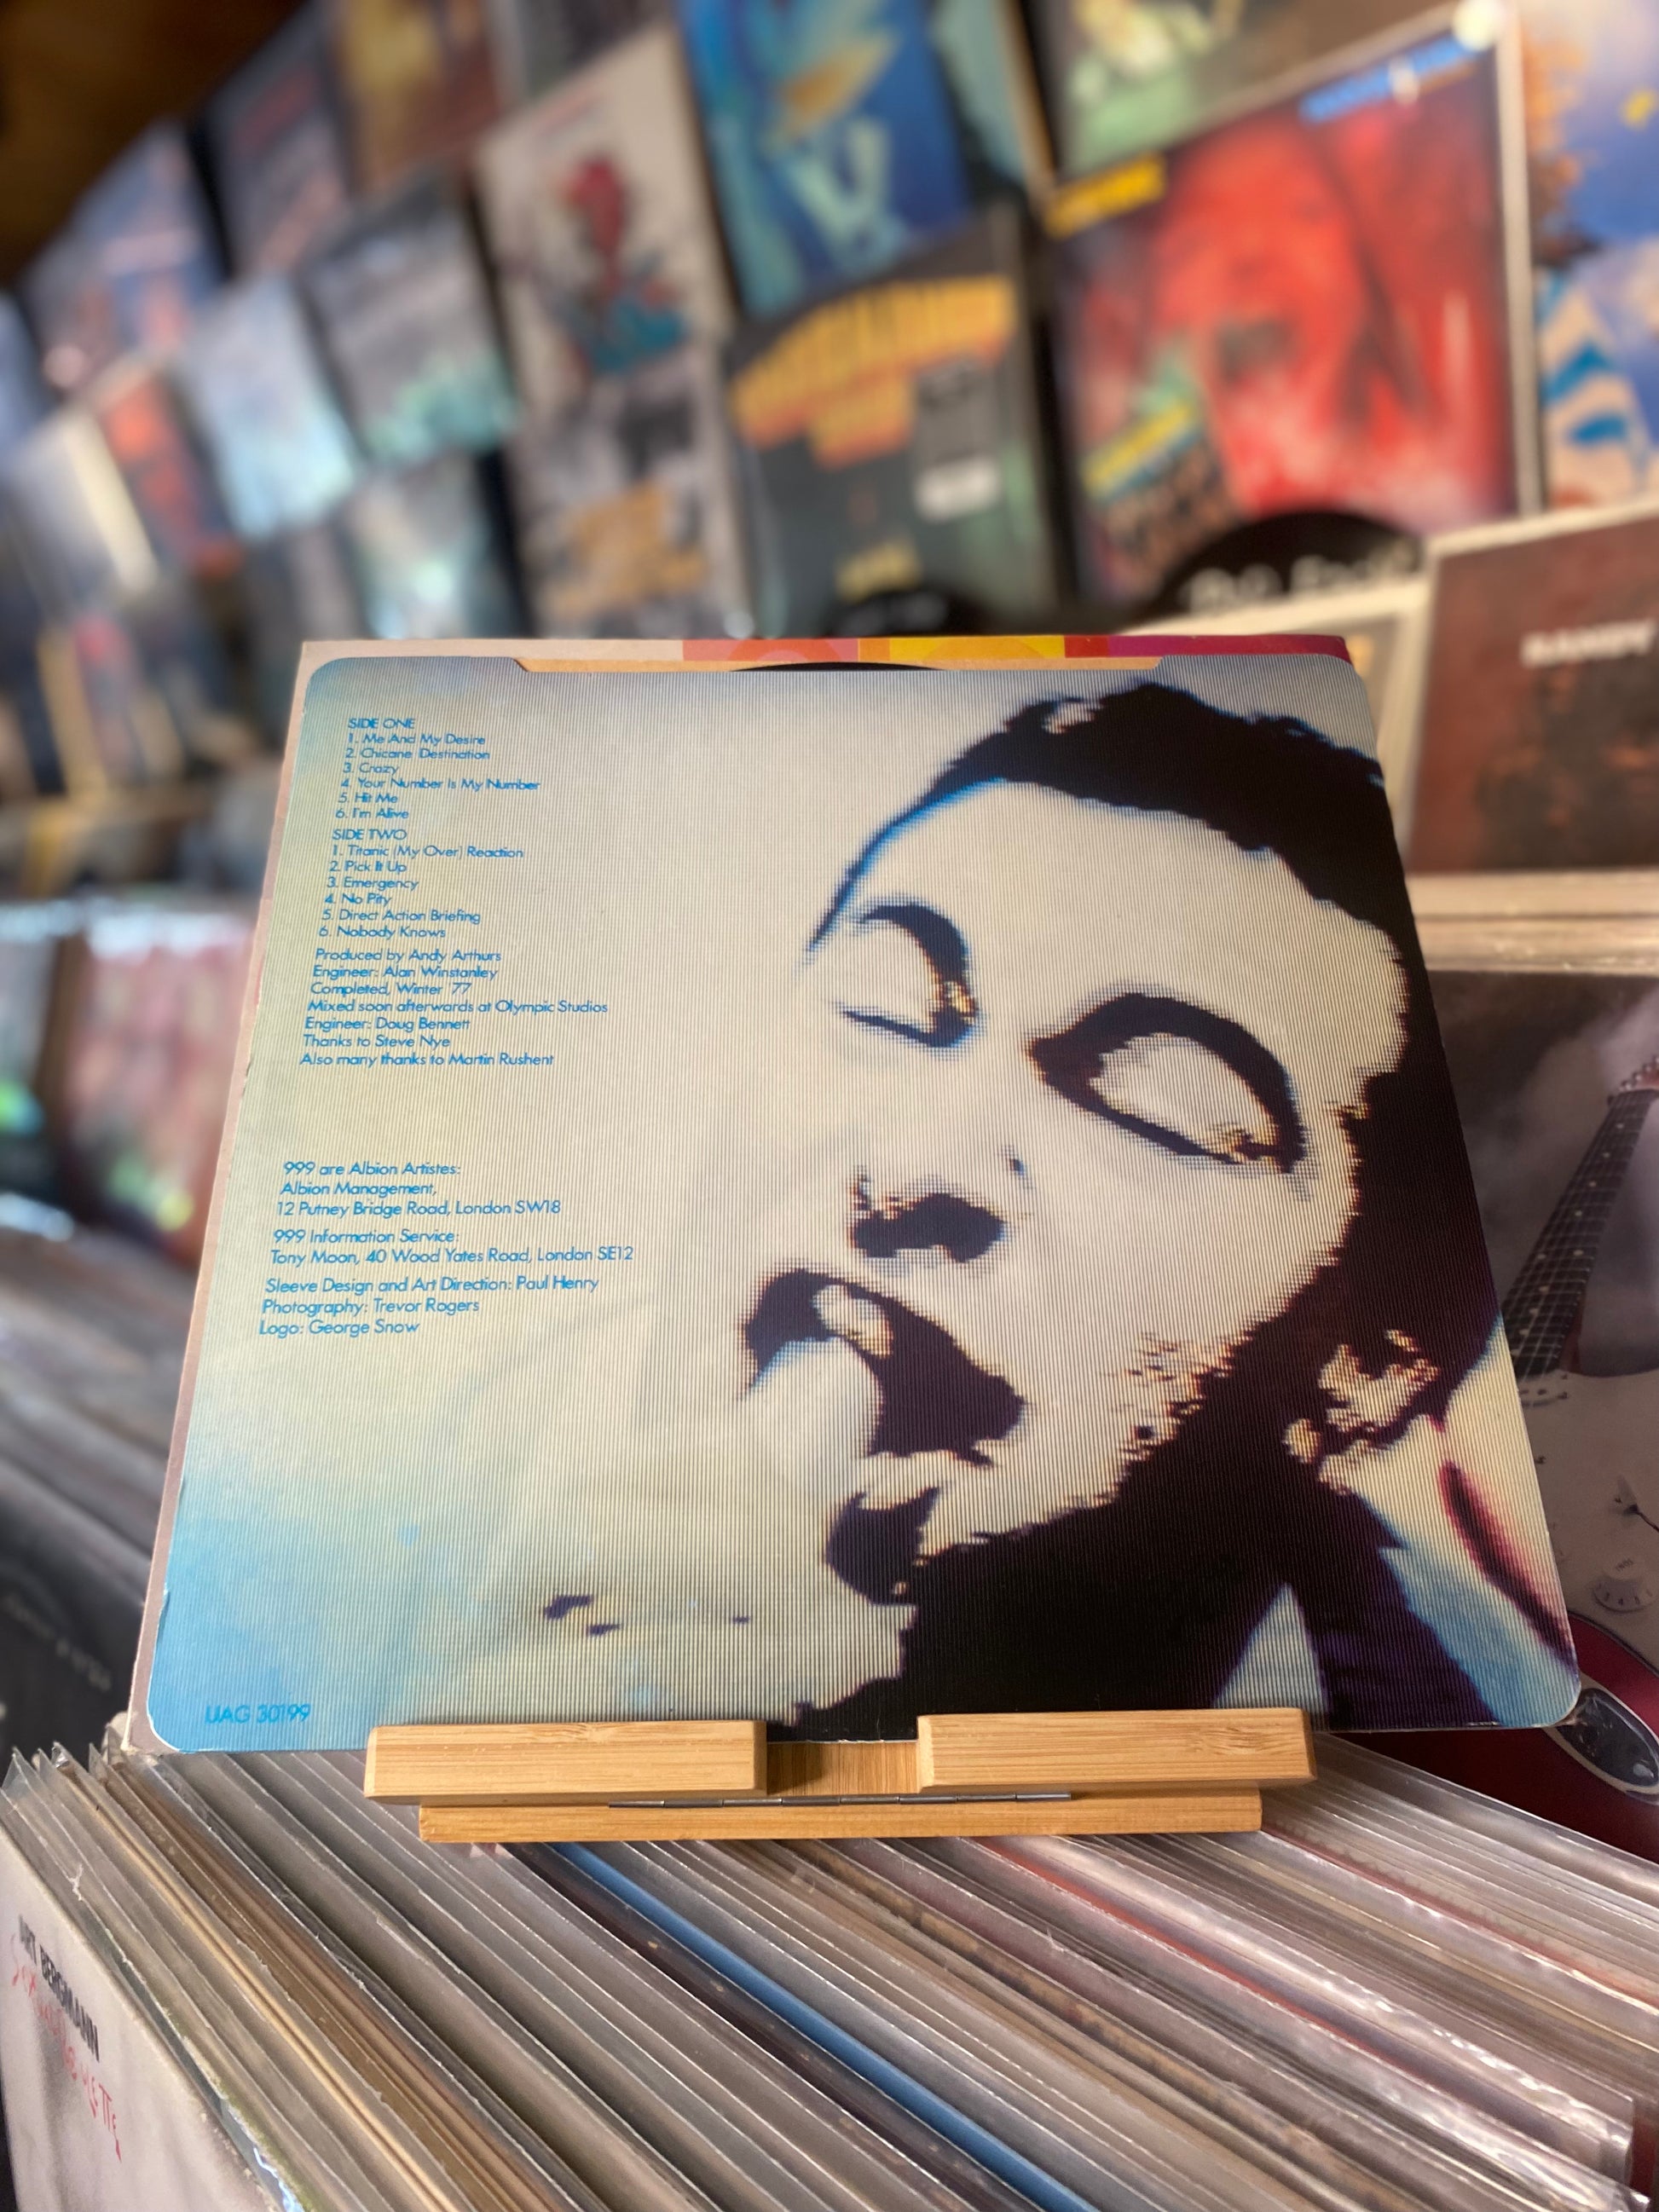 SIDE ONE
1. Me And My Desire
2. Chicane Destination
3. Crazy
4. Your Number Is My Number
5. Hit Me
6. I'm Alive
SIDE TWO
1. Titanic (My Over) Reaction
2. Pick It Up
3. Emergency
4. No Pity
5. Direct Action Briefing
6. Nobody Knows
Produced by Andy Arthurs
Engineer: Alan Winstanley
Completed, Winter '77
Mixed soon afterwards at Olympic Studios
Engineer: Doug Bennett
Thanks to Steve Nye
Also many thanks to Martin Rushent
999 are Albion Artistes:
Albion Management,
12 Putney Bridge Road, London SW18
999 Information Service:
Tony Moon, 40 Wood Yates Road, London SE12
Sleeve Design and Art Direction: Paul Henry
Photography: Trevor Rogers
Logo: George Snow
UAG 30199
ART BERGMANN